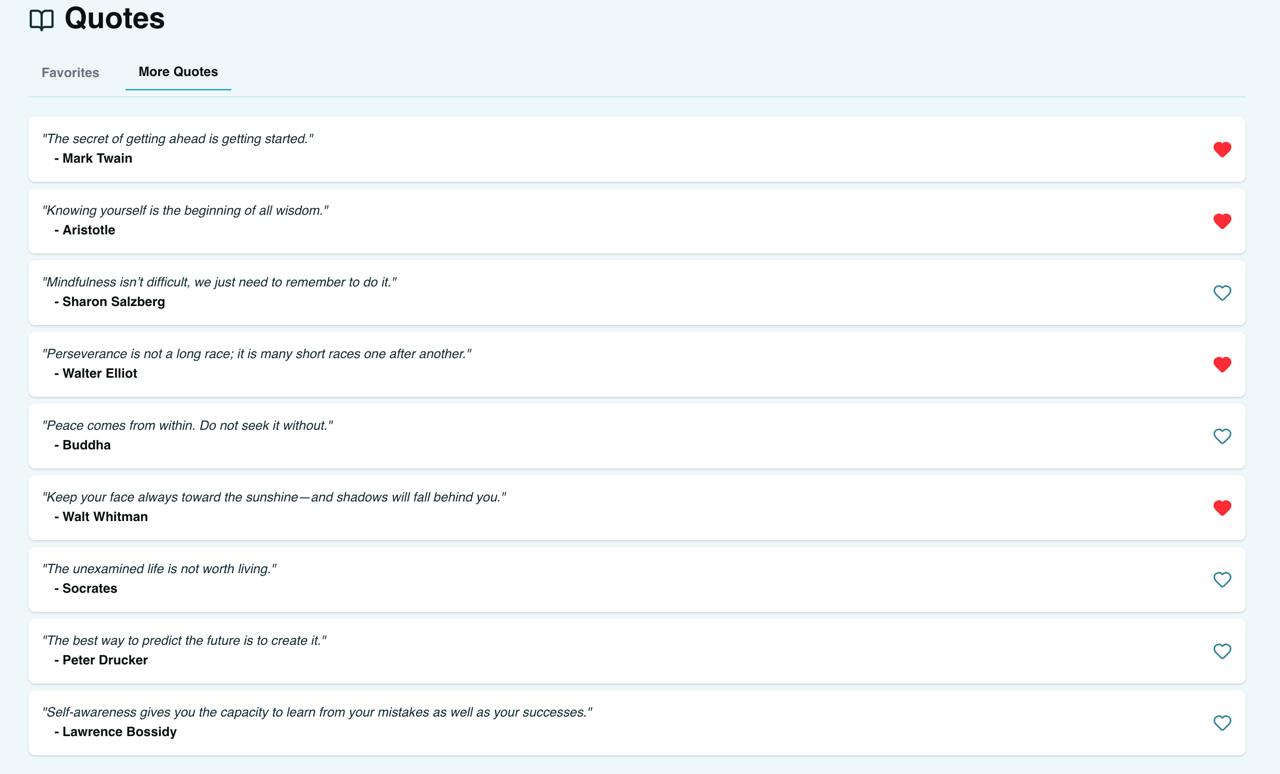 Quotes
Favorites
More Quotes
"The secret of getting ahead is getting started."
- Mark Twain
"Knowing yourself is the beginning of all wisdom."
- Aristotle
"Mindfulness isn’t difficult, we just need to remember to do it."
- Sharon Salzberg
"Perseverance is not a long race; it is many short races one after another."
- Walter Elliot
"Peace comes from within. Do not seek it without."
- Buddha
"Keep your face always toward the sunshine—and shadows will fall behind you."
- Walt Whitman
"The unexamined life is not worth living."
- Socrates
"The best way to predict the future is to create it."
- Peter Drucker
"Self-awareness gives you the capacity to learn from your mistakes as well as your successes."
- Lawrence Bossidy